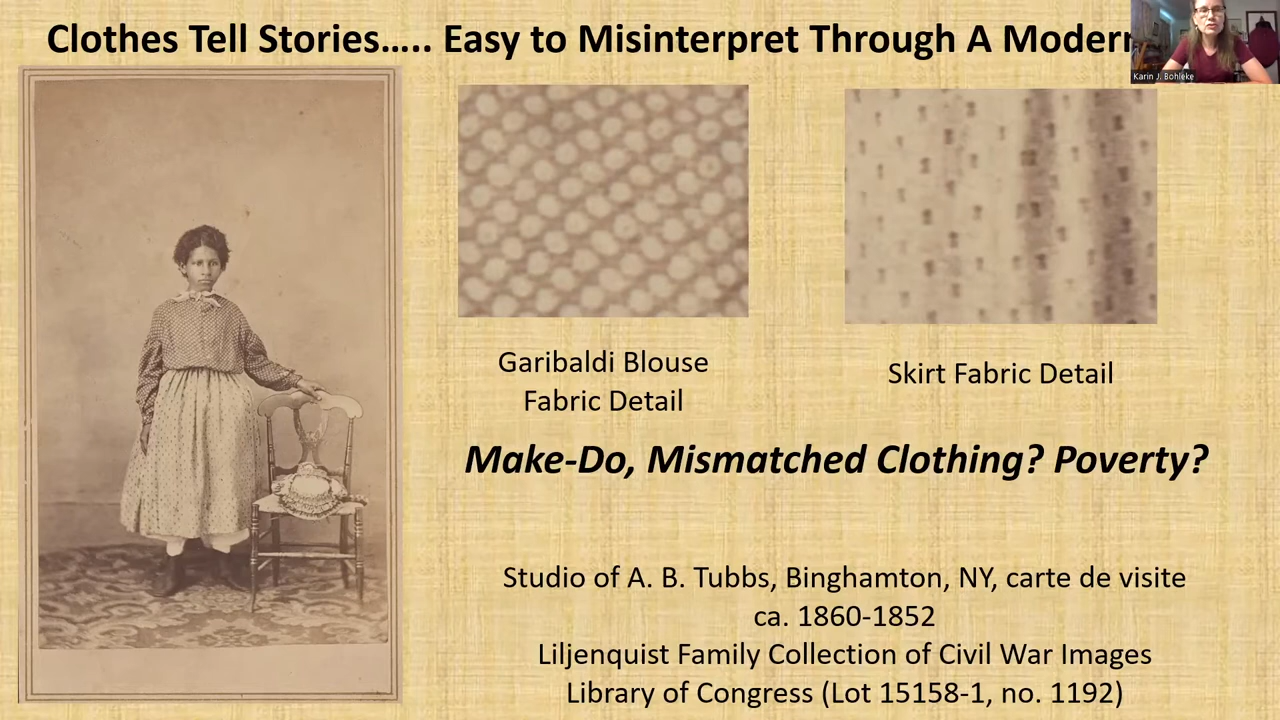 Clothes Tell Stories….. Easy to Misinterpret Through A Modern
Karin J. Bohleke
Garibaldi Blouse
Fabric Detail
Skirt Fabric Detail
Make-Do, Mismatched Clothing? Poverty?
Studio of A. B. Tubbs, Binghamton, NY, carte de visite
ca. 1860-1852
Liljenquist Family Collection of Civil War Images
Library of Congress (Lot 15158-1, no. 1192)